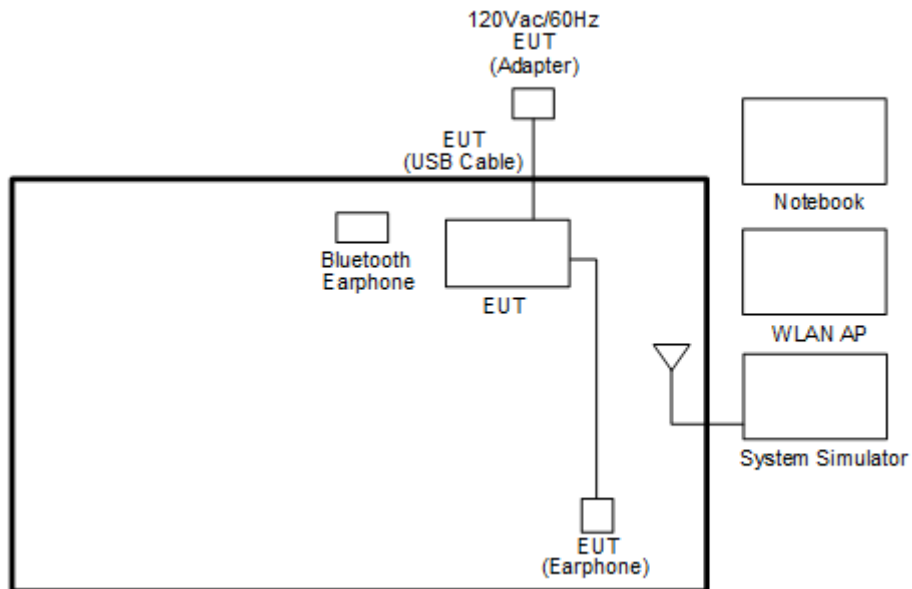 120Vac/60Hz
EUT
(Adapter)
EUT
(USB Cable)
Notebook
Bluetooth
Earphone
EUT
WLAN AP
System Simulator
EUT
(Earphone)